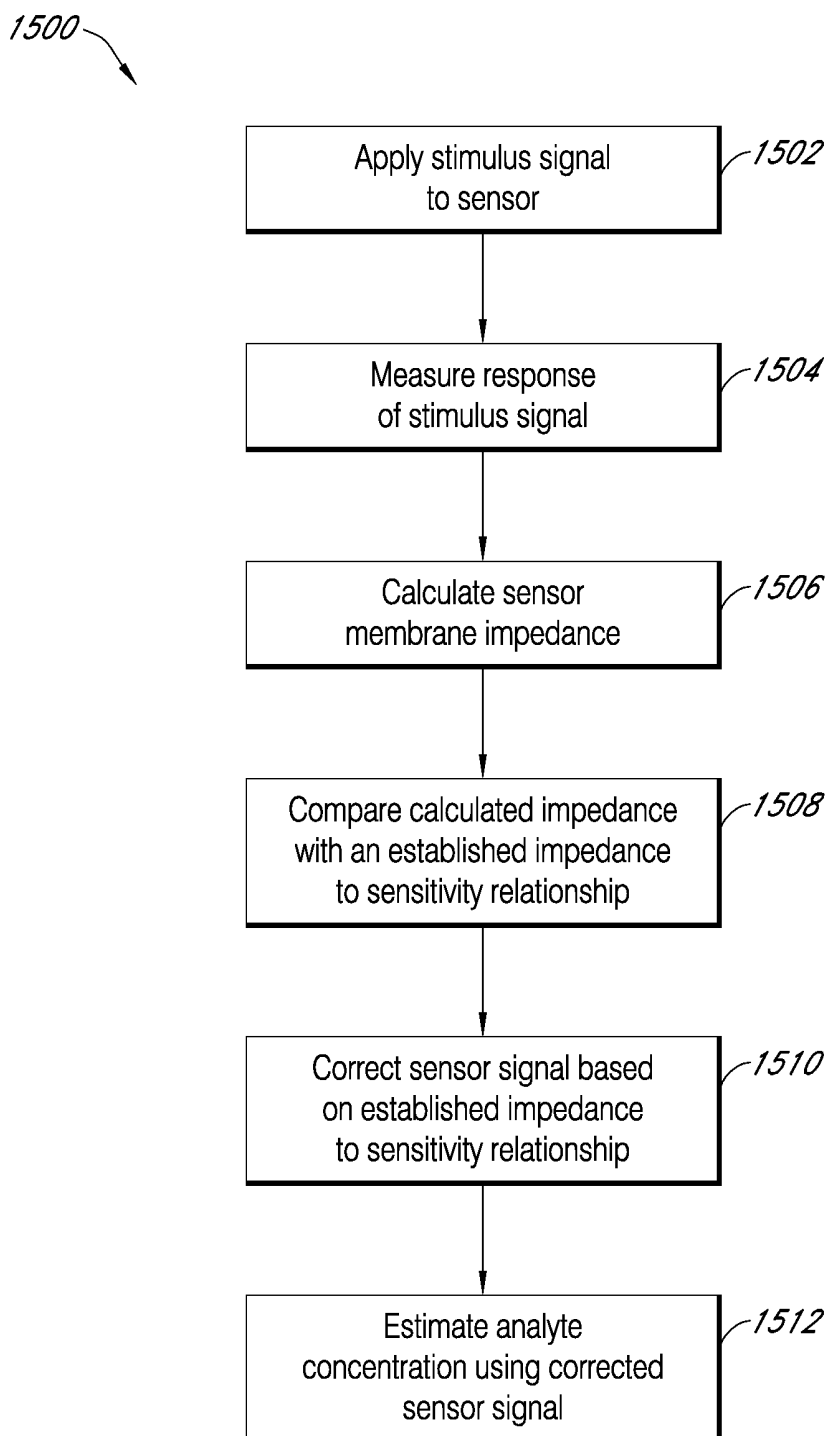 1500
Apply stimulus signal
to sensor
1502
Measure response
of stimulus signal
1504
Calculate sensor
membrane impedance
1506
Compare calculated impedance
with an established impedance
to sensitivity relationship
1508
Correct sensor signal based
on established impedance
to sensitivity relationship
1510
Estimate analyte
concentration using corrected
sensor signal
1512